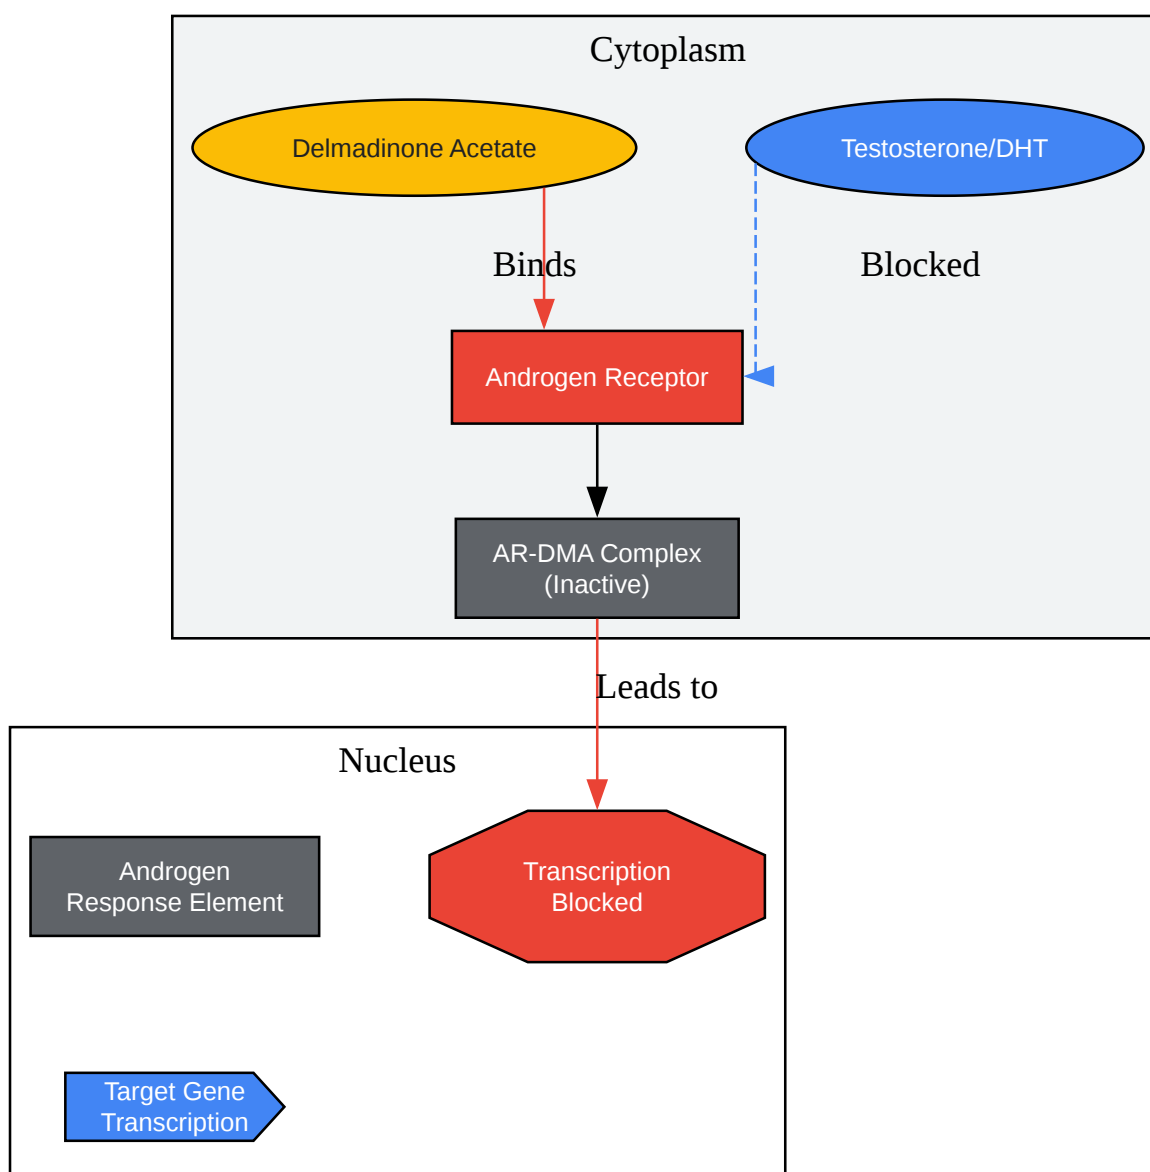 Cytoplasm
Delmadinone Acetate
Testosterone/DHT
Binds
Blocked
Androgen Receptor
AR-DMA Complex
(Inactive)
Leads to
Nucleus
Androgen
Response Element
Transcription
Blocked
Target Gene
Transcription